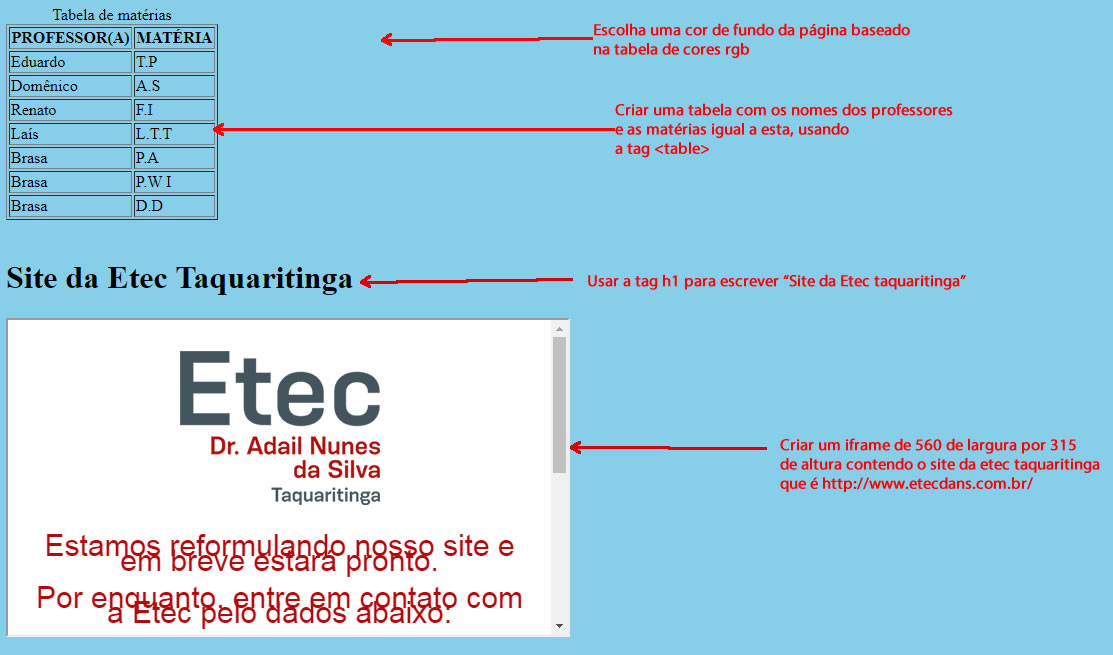 Tabela de matérias
PROFESSOR(A) MATÉRIA
Eduardo T.P
Domênico A.S
Renato F.I
Laís L.T.T
Brasa P.A
Brasa P.W I
Brasa D.D
Escolha uma cor de fundo da página baseado
na tabela de cores rgb
Criar uma tabela com os nomes dos professores
e as matérias igual a esta, usando
a tag <table>
Site da Etec Taquaritinga
Usar a tag h1 para escrever “Site da Etec taquaritinga”
Etec
Dr. Adail Nunes
da Silva
Taquaritinga
Estamos reformulando nosso site e
em breve estará pronto.
Por enquanto, entre em contato com
a Etec pelo dados abaixo:
Criar um iframe de 560 de largura por 315
de altura contendo o site da etec taquaritinga
que é http://www.etecdans.com.br/